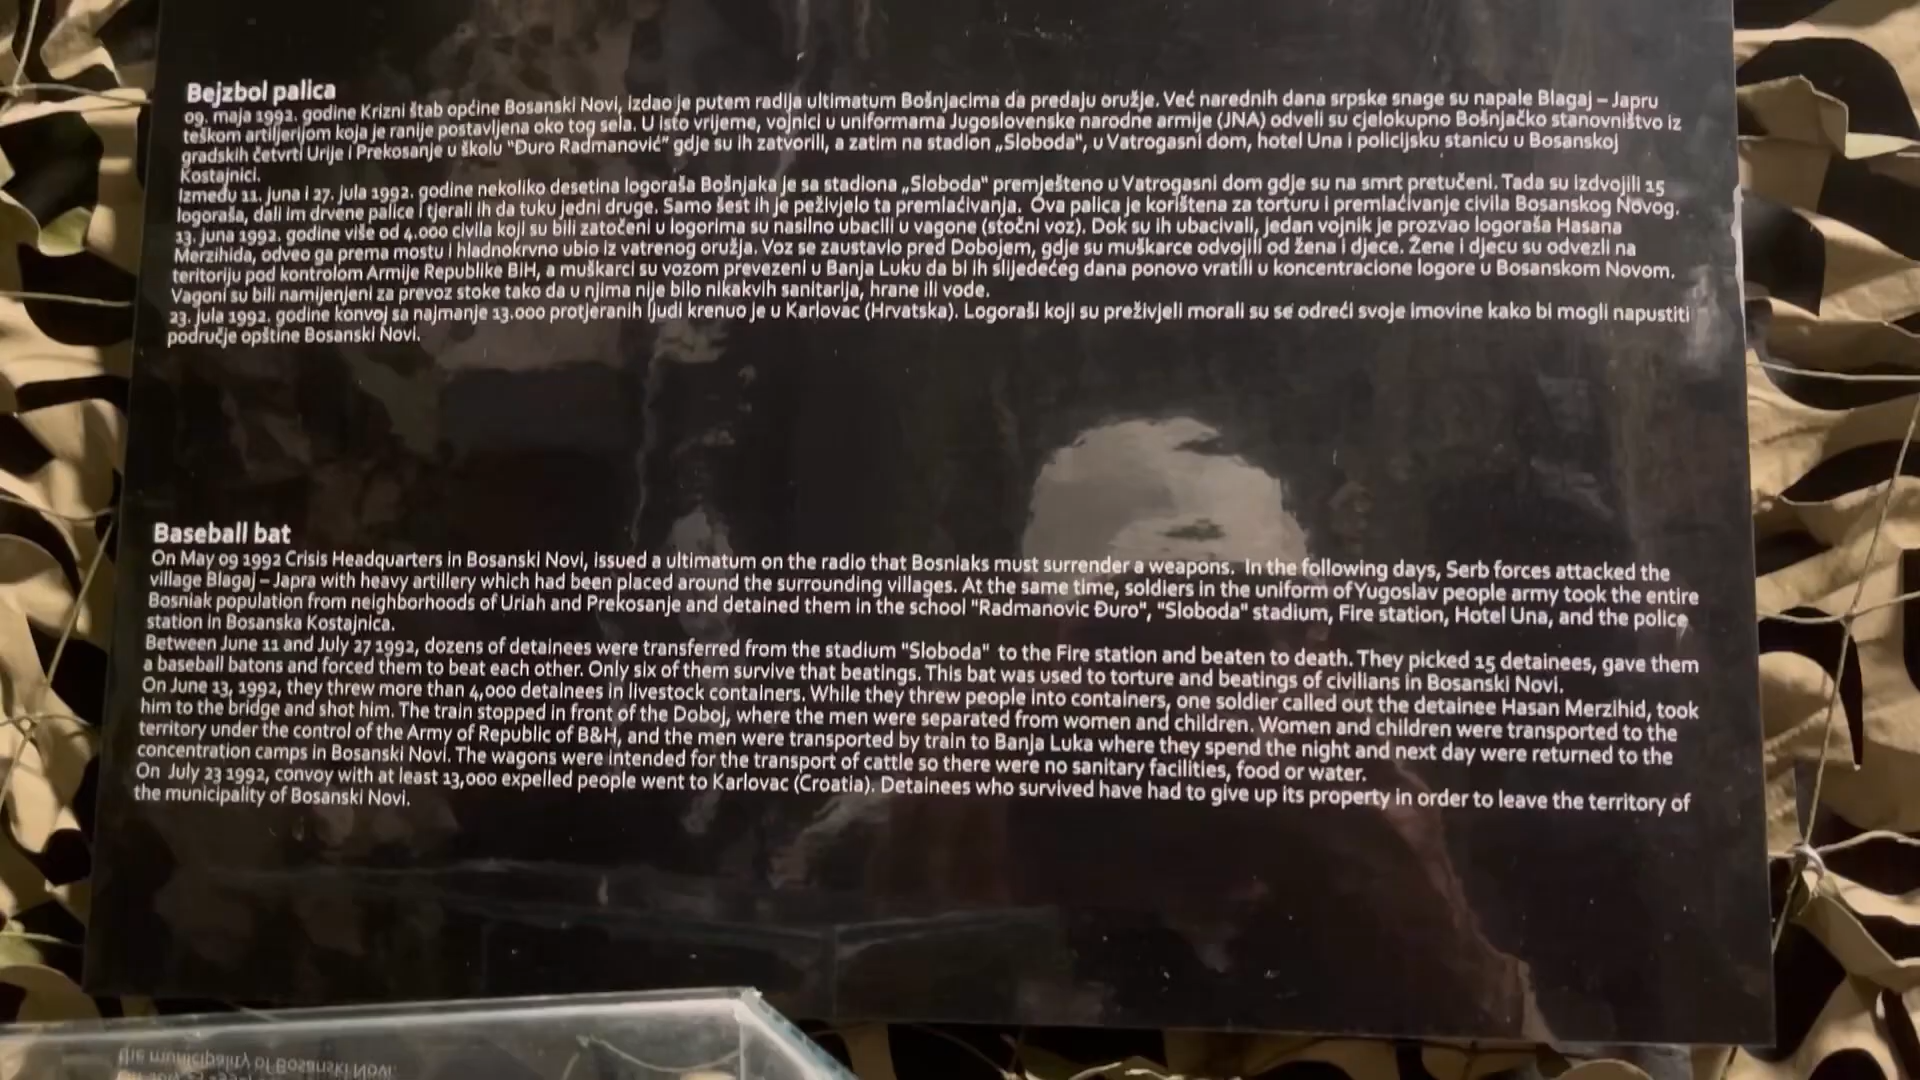 Bejzbol palica
09. maja 1992. godine Krizni štab općine Bosanski Novi, izdao je putem radija ultimatum Bošnjacima da predaju oružje. Već narednih dana srpske snage su napale Blagaj – Japru
teškom artiljerijom koja je ranije postavljena oko tog sela. U isto vrijeme, vojnici u uniformama Jugoslovenske narodne armije (JNA) odveli su cjelokupno Bošnjačko stanovništvo iz
gradskih četvrti Urije i Prekosanje u školu "Đuro Radmanović" gdje su ih zatvorili, a zatim na stadion „Sloboda", u Vatrogasni dom, hotel Una i policijsku stanicu u Bosanskoj
Kostajnici.
Između 11. juna i 27. jula 1992. godine nekoliko desetina logoraša Bošnjaka je sa stadiona „Sloboda" premješteno u Vatrogasni dom gdje su na smrt pretučeni. Tada su izdvojili 15
logoraša, dali im drvene palice i tjerali ih da tuku jedni druge. Samo šest ih je peživjelo ta premlaćivanja. Ova palica je korištena za torturu i premlaćivanje civila Bosanskog Novog.
13. juna 1992. godine više od 4.000 civila koji su bili zatočeni u logorima su nasilno ubacili u vagone (stočni voz). Dok su ih ubacivali, jedan vojnik je prozvao logoraša Hasana
Merzihida, odveo ga prema mostu i hladnokrvno ubio iz vatrenog oružja. Voz se zaustavlo pred Dobojem, gdje su muškarce odvojili od žena i djece. Žene i djecu su odvezli na
teritoriju pod kontrolom Armije Republike BiH, a muškarci su vozom prevezeni u Banja Luku da bi ih slijedećeg dana ponovo vratili u koncentracione logore u Bosanskom Novom.
Vagoni su bili namijenjeni za prevoz stoke tako da u njima nije bilo nikakvih sanitarija, hrane ili vode.
23. jula 1992. godine konvoj sa najmanje 13.000 protjeranih ljudi krenuo je u Karlovac (Hrvatska). Logoraši koji su preživjeli morali su se odreći svoje imovine kako bi mogli napustiti
područje opštine Bosanski Novi.
Baseball bat
On May 09 1992 Crisis Headquarters in Bosanski Novi, issued a ultimatum on the radio that Bosniaks must surrender a weapons. In the following days, Serb forces attacked the
village Blagaj – Japra with heavy artillery which had been placed around the surrounding villages. At the same time, soldiers in the uniform of Yugoslav people army took the entire
Bosniak population from neighborhoods of Uriah and Prekosanje and detained them in the school "Radmanovic Đuro", "Sloboda" stadium, Fire station, Hotel Una, and the police
station in Bosanska Kostajnica.
Between June 11 and July 27 1992, dozens of detainees were transferred from the stadium "Sloboda" to the Fire station and beaten to death. They picked 15 detainees, gave them
a baseball batons and forced them to beat each other. Only six of them survive that beatings. This bat was used to torture and beatings of civilians in Bosanski Novi.
On June 13, 1992, they threw more than 4,000 detainees in livestock containers. While they threw people into containers, one soldier called out the detainee Hasan Merzihid, took
him to the bridge and shot him. The train stopped in front of the Doboj, where the men were separated from women and children. Women and children were transported to the
territory under the control of the Army of Republic of B&H, and the men were transported by train to Banja Luka where they spend the night and next day were returned to the
concentration camps in Bosanski Novi. The wagons were intended for the transport of cattle so there were no sanitary facilities, food or water.
On July 23 1992, convoy with at least 13,000 expelled people went to Karlovac (Croatia). Detainees who survived have had to give up its property in order to leave the territory of
the municipality of Bosanski Novi.